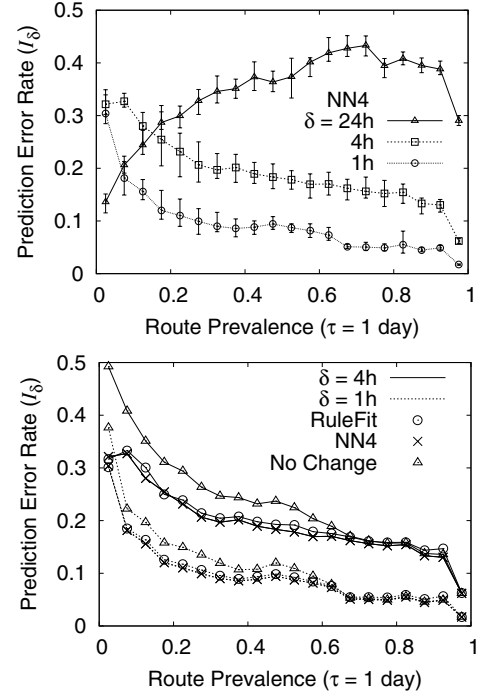 0.5
0.4
0.3
0.2
0.1
0
Prediction Error Rate (I_δ)
NN4
δ = 24h
4h
1h
0 0.2 0.4 0.6 0.8 1
Route Prevalence (τ = 1 day)
0.5
0.4
0.3
0.2
0.1
0
Prediction Error Rate (I_δ)
δ = 4h
δ = 1h
RuleFit
NN4
No Change
0 0.2 0.4 0.6 0.8 1
Route Prevalence (τ = 1 day)